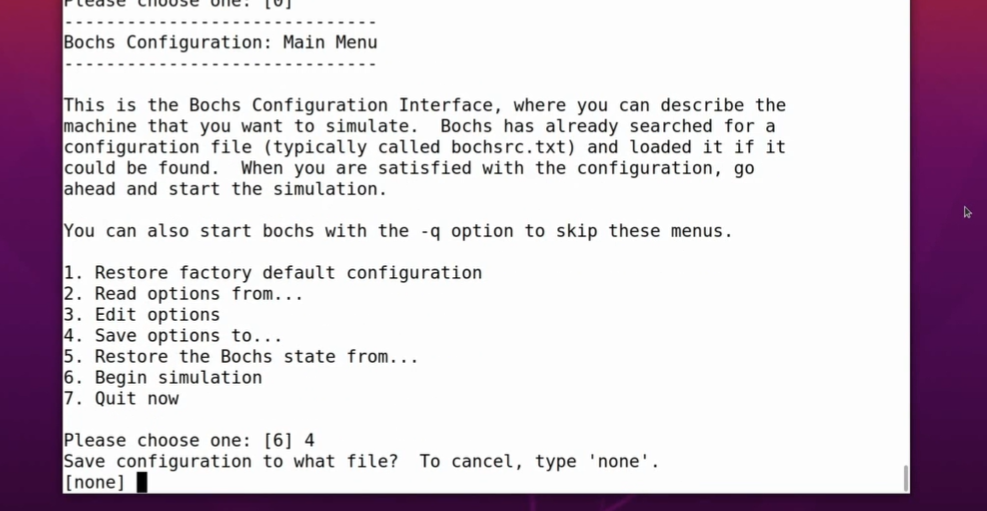 Please choose one: [0]
------------------------------
Bochs Configuration: Main Menu
------------------------------
This is the Bochs Configuration Interface, where you can describe the
machine that you want to simulate.  Bochs has already searched for a
configuration file (typically called bochsrc.txt) and loaded it if it
could be found.  When you are satisfied with the configuration, go
ahead and start the simulation.
You can also start bochs with the -q option to skip these menus.
1. Restore factory default configuration
2. Read options from...
3. Edit options
4. Save options to...
5. Restore the Bochs state from...
6. Begin simulation
7. Quit now
Please choose one: [6] 4
Save configuration to what file?  To cancel, type 'none'.
[none]